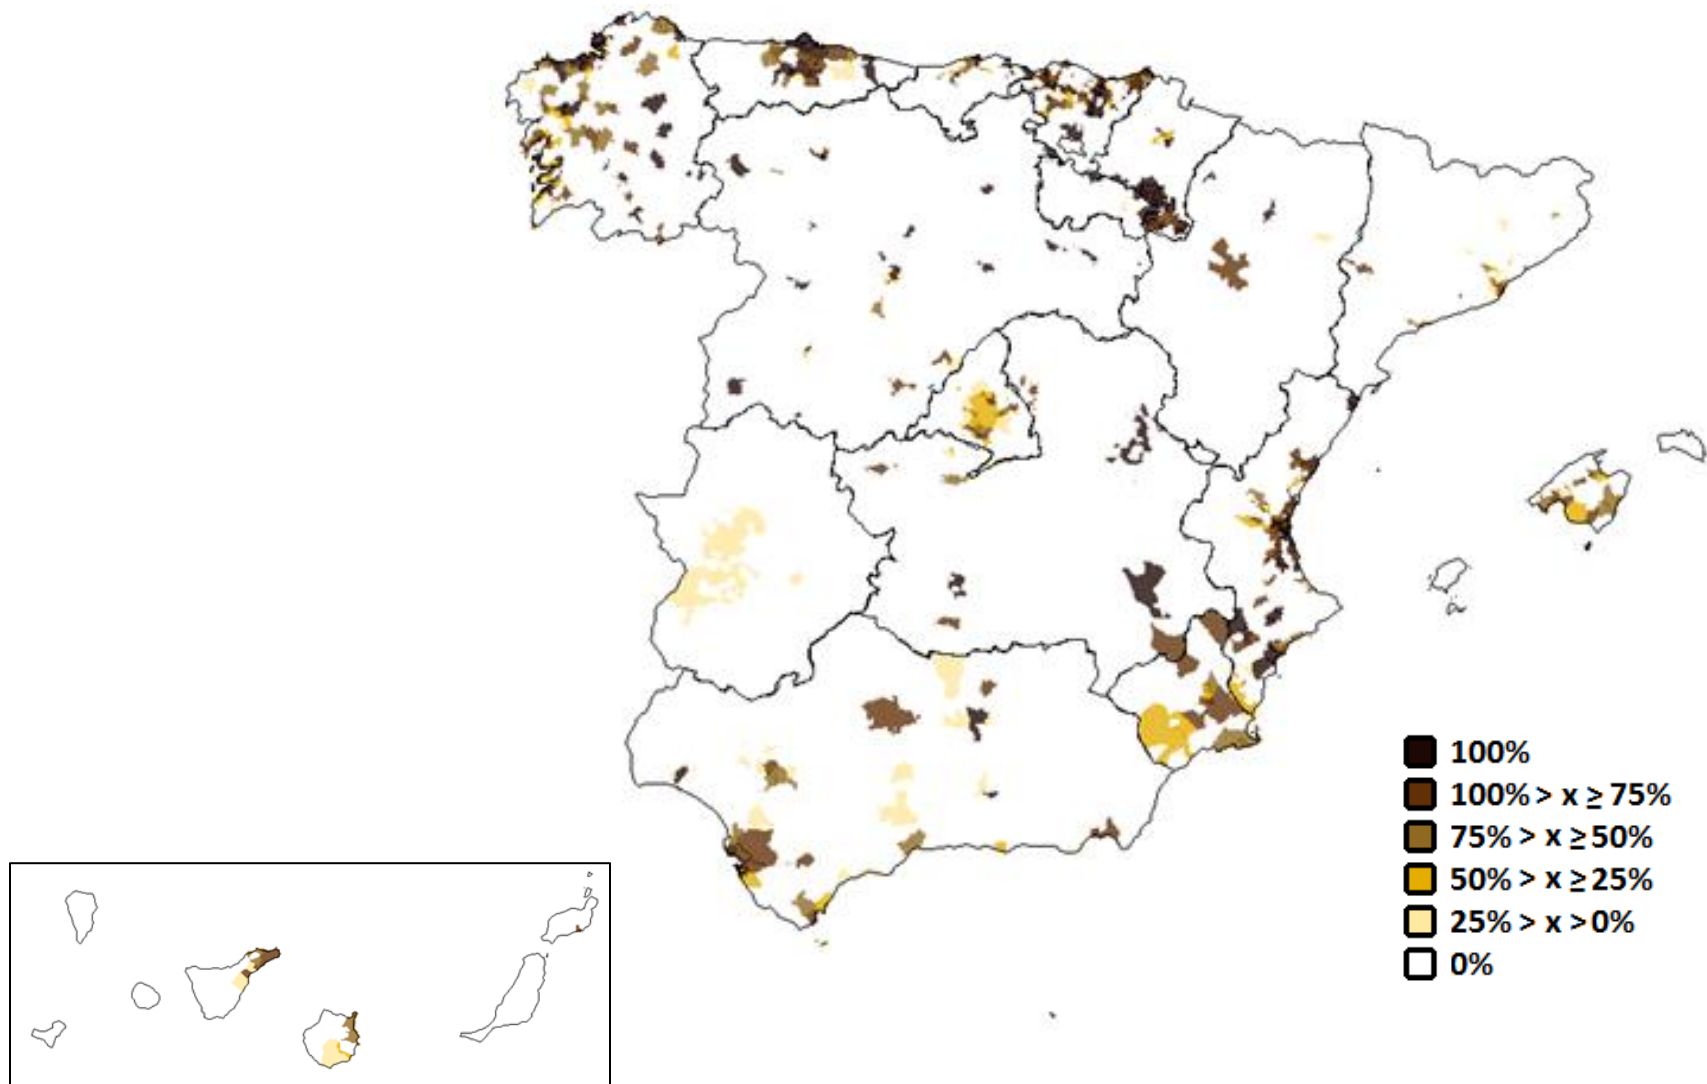 100%
100% > x ≥ 75%
75% > x ≥ 50%
50% > x ≥ 25%
25% > x > 0%
0%